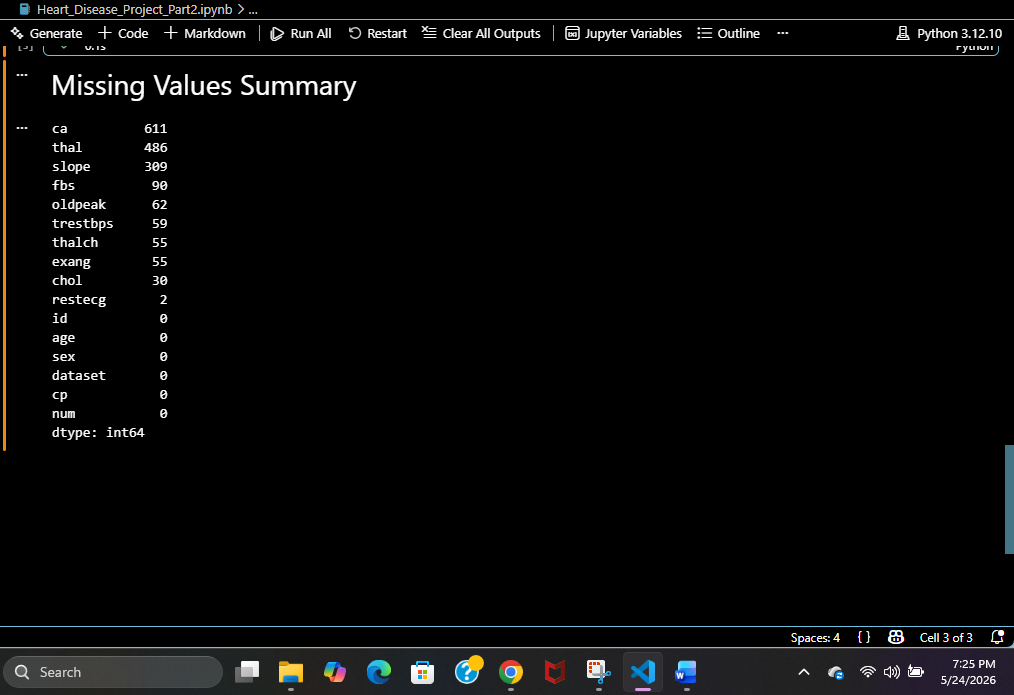 Heart_Disease_Project_Part2.ipynb > ...
Generate + Code + Markdown Run All Restart Clear All Outputs Jupyter Variables Outline ... Python 3.12.10
Python
Missing Values Summary
ca 611
thal 486
slope 309
fbs 90
oldpeak 62
trestbps 59
thalch 55
exang 55
chol 30
restecg 2
id 0
age 0
sex 0
dataset 0
cp 0
num 0
dtype: int64
Spaces: 4 {} Cell 3 of 3
Search
7:25 PM
5/24/2026